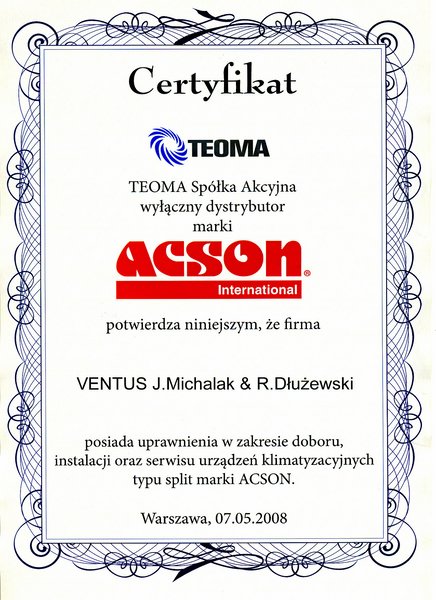 Certyfikat
TEOMA
TEOMA Spółka Akcyjna
wyłączny dystrybutor
marki
ACSON®
International
potwierdza niniejszym, że firma
VENTUS J.Michalak & R.Dłużewski
posiada uprawnienia w zakresie doboru,
instalacji oraz serwisu urządzeń klimatyzacyjnych
typu split marki ACSON.
Warszawa, 07.05.2008